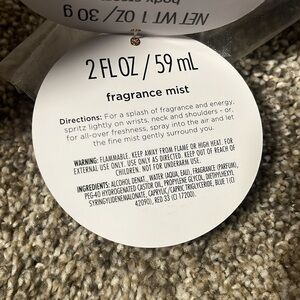 NET WT 1 OZ/ 30 g
2 FL OZ / 59 mL
fragrance mist
Directions: For a splash of fragrance and energy,
spritz lightly on wrists, neck and shoulders - or,
for all-over freshness, spray into the air and let
the fine mist gently surround you.
WARNING: FLAMMABLE. KEEP AWAY FROM FLAME OR HIGH HEAT. FOR
EXTERNAL USE ONLY. USE ONLY AS DIRECTED. KEEP OUT OF REACH OF
CHILDREN. NOT FOR UNDERARM USE.
INGREDIENTS: ALCOHOL DENAT., WATER (AQUA, EAU), FRAGRANCE (PARFUM),
PEG-40 HYDROGENATED CASTOR OIL, PROPYLENE GLYCOL, DIETHYLHEXYL
SYRINGYLIDENEMALONATE, CAPRYLIC/CAPRIC TRIGLYCERIDE, BLUE 1 (CI
42090), RED 33 (CI 17200).